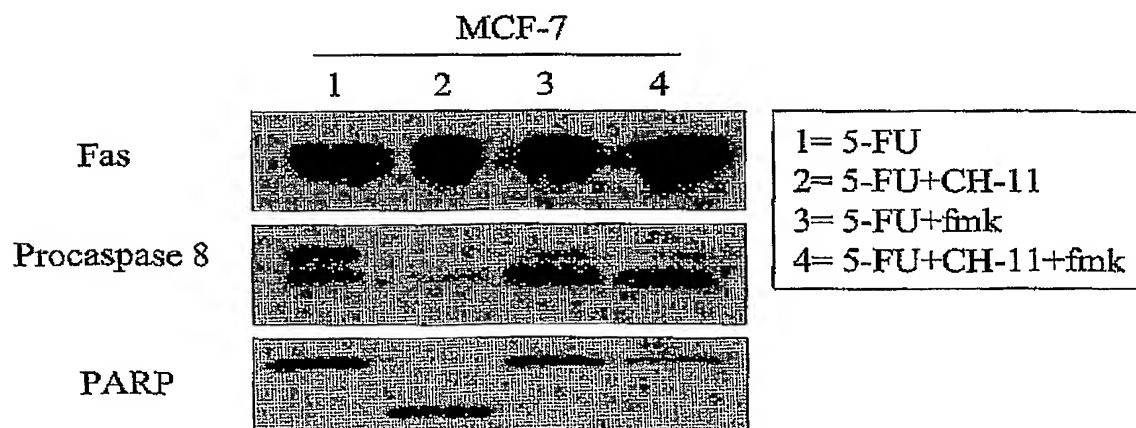 MCF-7
1 2 3 4
Fas
Procaspase 8
PARP
1= 5-FU
2= 5-FU+CH-11
3= 5-FU+fmk
4= 5-FU+CH-11+fmk